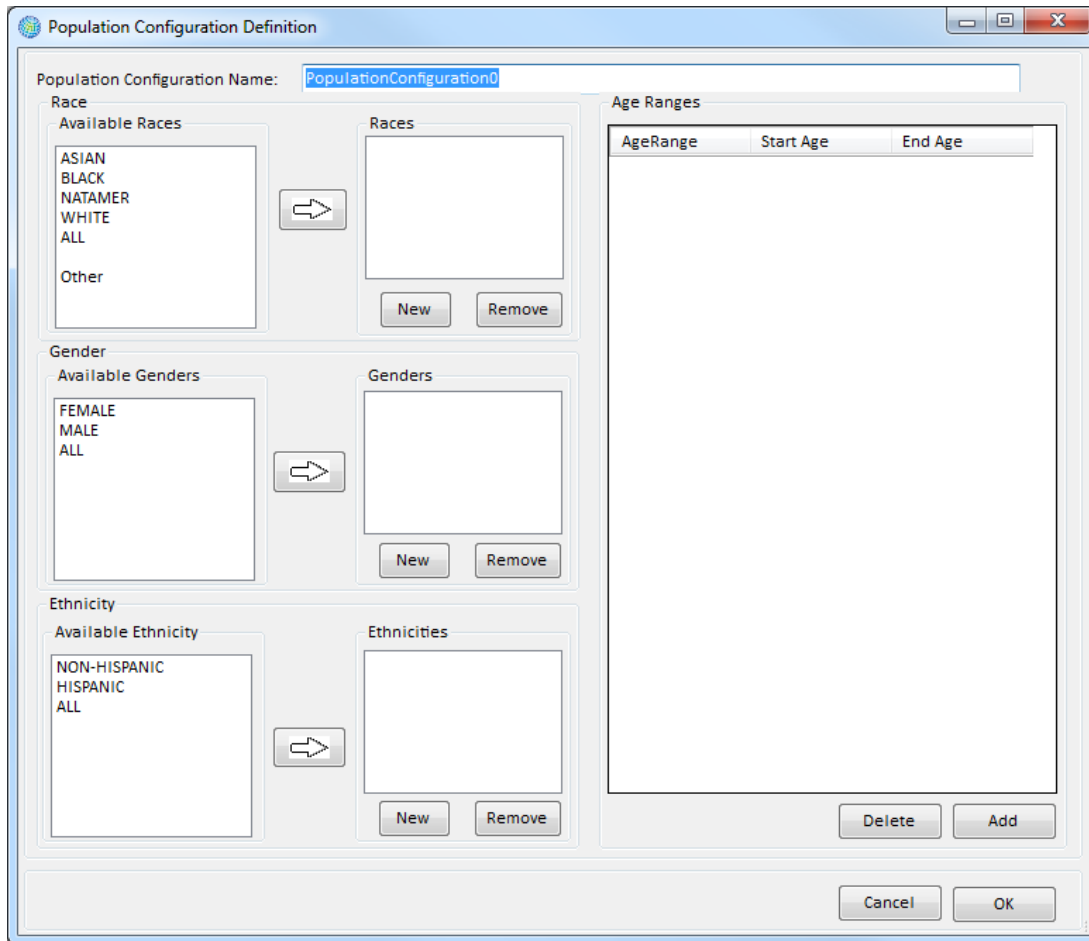 Population Configuration Definition
Population Configuration Name: PopulationConfiguration0
Race
Available Races
ASIAN
BLACK
NATAMER
WHITE
ALL
Other
Races
New Remove
Gender
Available Genders
FEMALE
MALE
ALL
Genders
New Remove
Ethnicity
Available Ethnicity
NON-HISPANIC
HISPANIC
ALL
Ethnicities
New Remove
Age Ranges
AgeRange Start Age End Age
Delete Add
Cancel OK